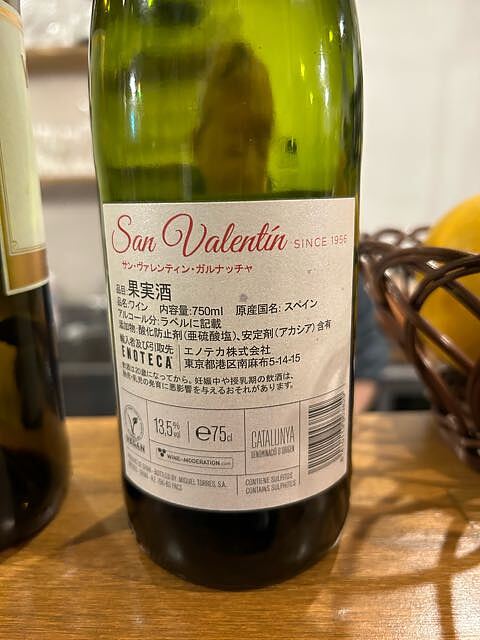 San Valentín SINCE 1956
サン・ヴァレンティン・ガルナッチャ
品目:果実酒
品名:ワイン 内容量:750ml 原産国名:スペイン
アルコール分:ラベルに記載
添加物:酸化防止剤(亜硫酸塩)、安定剤(アカシア)含有
輸入者及び引取先
ENOTECA
エノテカ株式会社
東京都港区南麻布5-14-15
飲酒は20歳になってから。妊娠中や授乳期の飲酒は、
胎児・乳児の発育に悪影響を与えるおそれがあります。
VEGAN
13,5% vol
e75cl
WINE in MODERATION.com
CATALUNYA
DENOMINACIÓ D'ORIGEN
BOTTLED BY: MIGUEL TORRES, S.A.
CONTIENE SULFITOS
CONTAINS SULPHITES